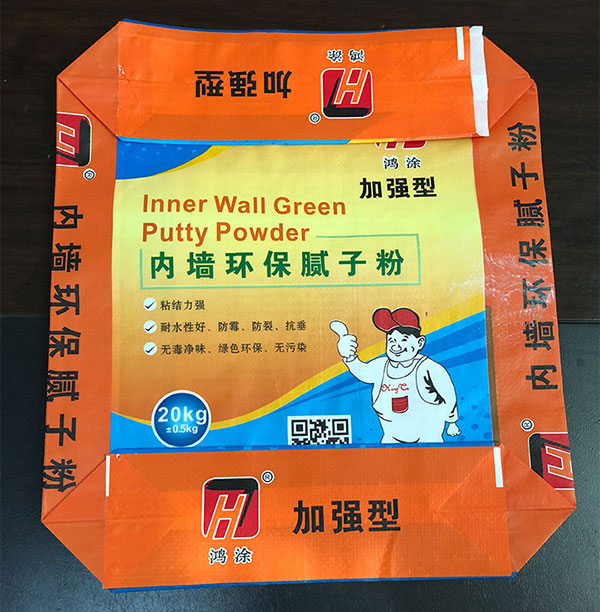 加强型
鸿涂
®
鸿涂
加强型
Inner Wall Green
Putty Powder
内墙环保腻子粉
粘结力强
耐水性好、防霉、防裂、抗垂
无毒净味、绿色环保、无污染
20kg
±0.5kg
内墙环保腻子粉
内墙环保腻子粉
®
鸿涂
加强型